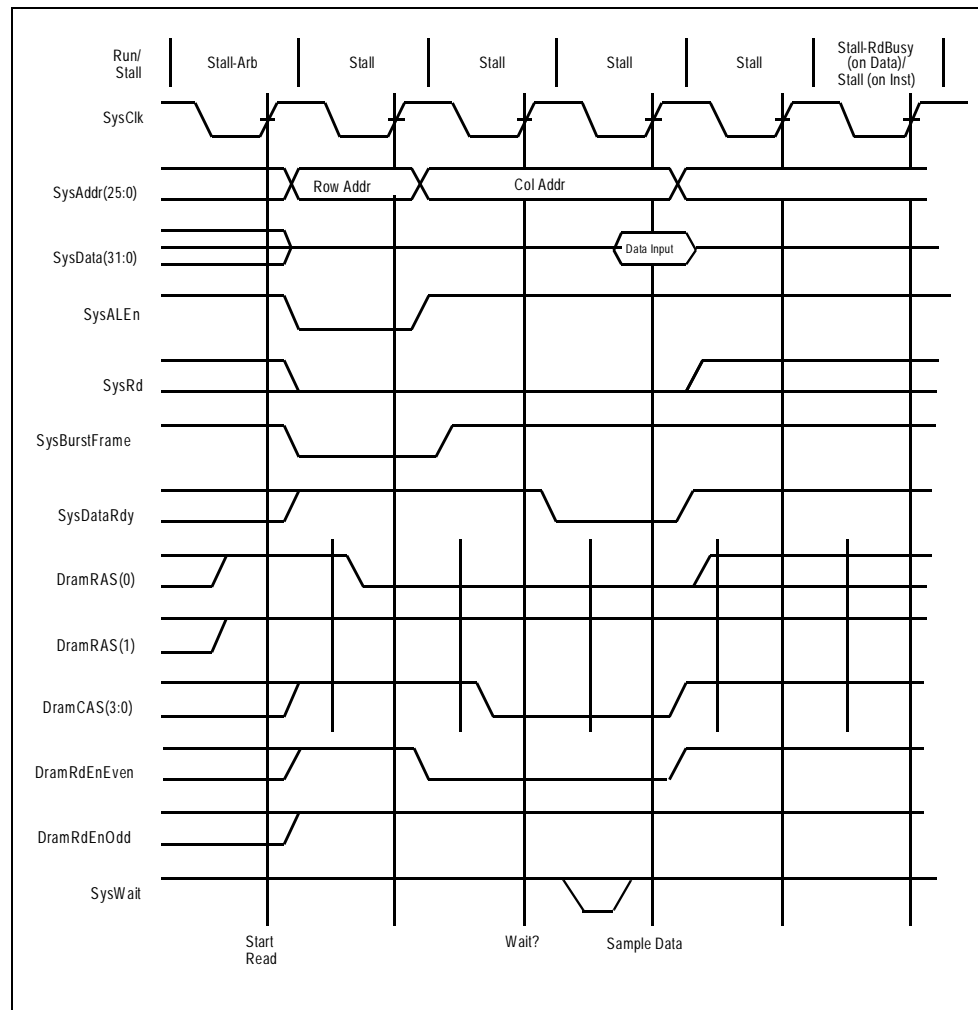 Run/
Stall
Stall-Arb
Stall
Stall
Stall
Stall
Stall-RdBusy
(on Data)/
Stall (on Inst)
SysClk
SysAddr(25:0)
Row Addr
Col Addr
SysData(31:0)
Data Input
SysALEn
SysRd
SysBurstFrame
SysDataRdy
DramRAS(0)
DramRAS(1)
DramCAS(3:0)
DramRdEnEven
DramRdEnOdd
SysWait
Start
Read
Wait?
Sample Data